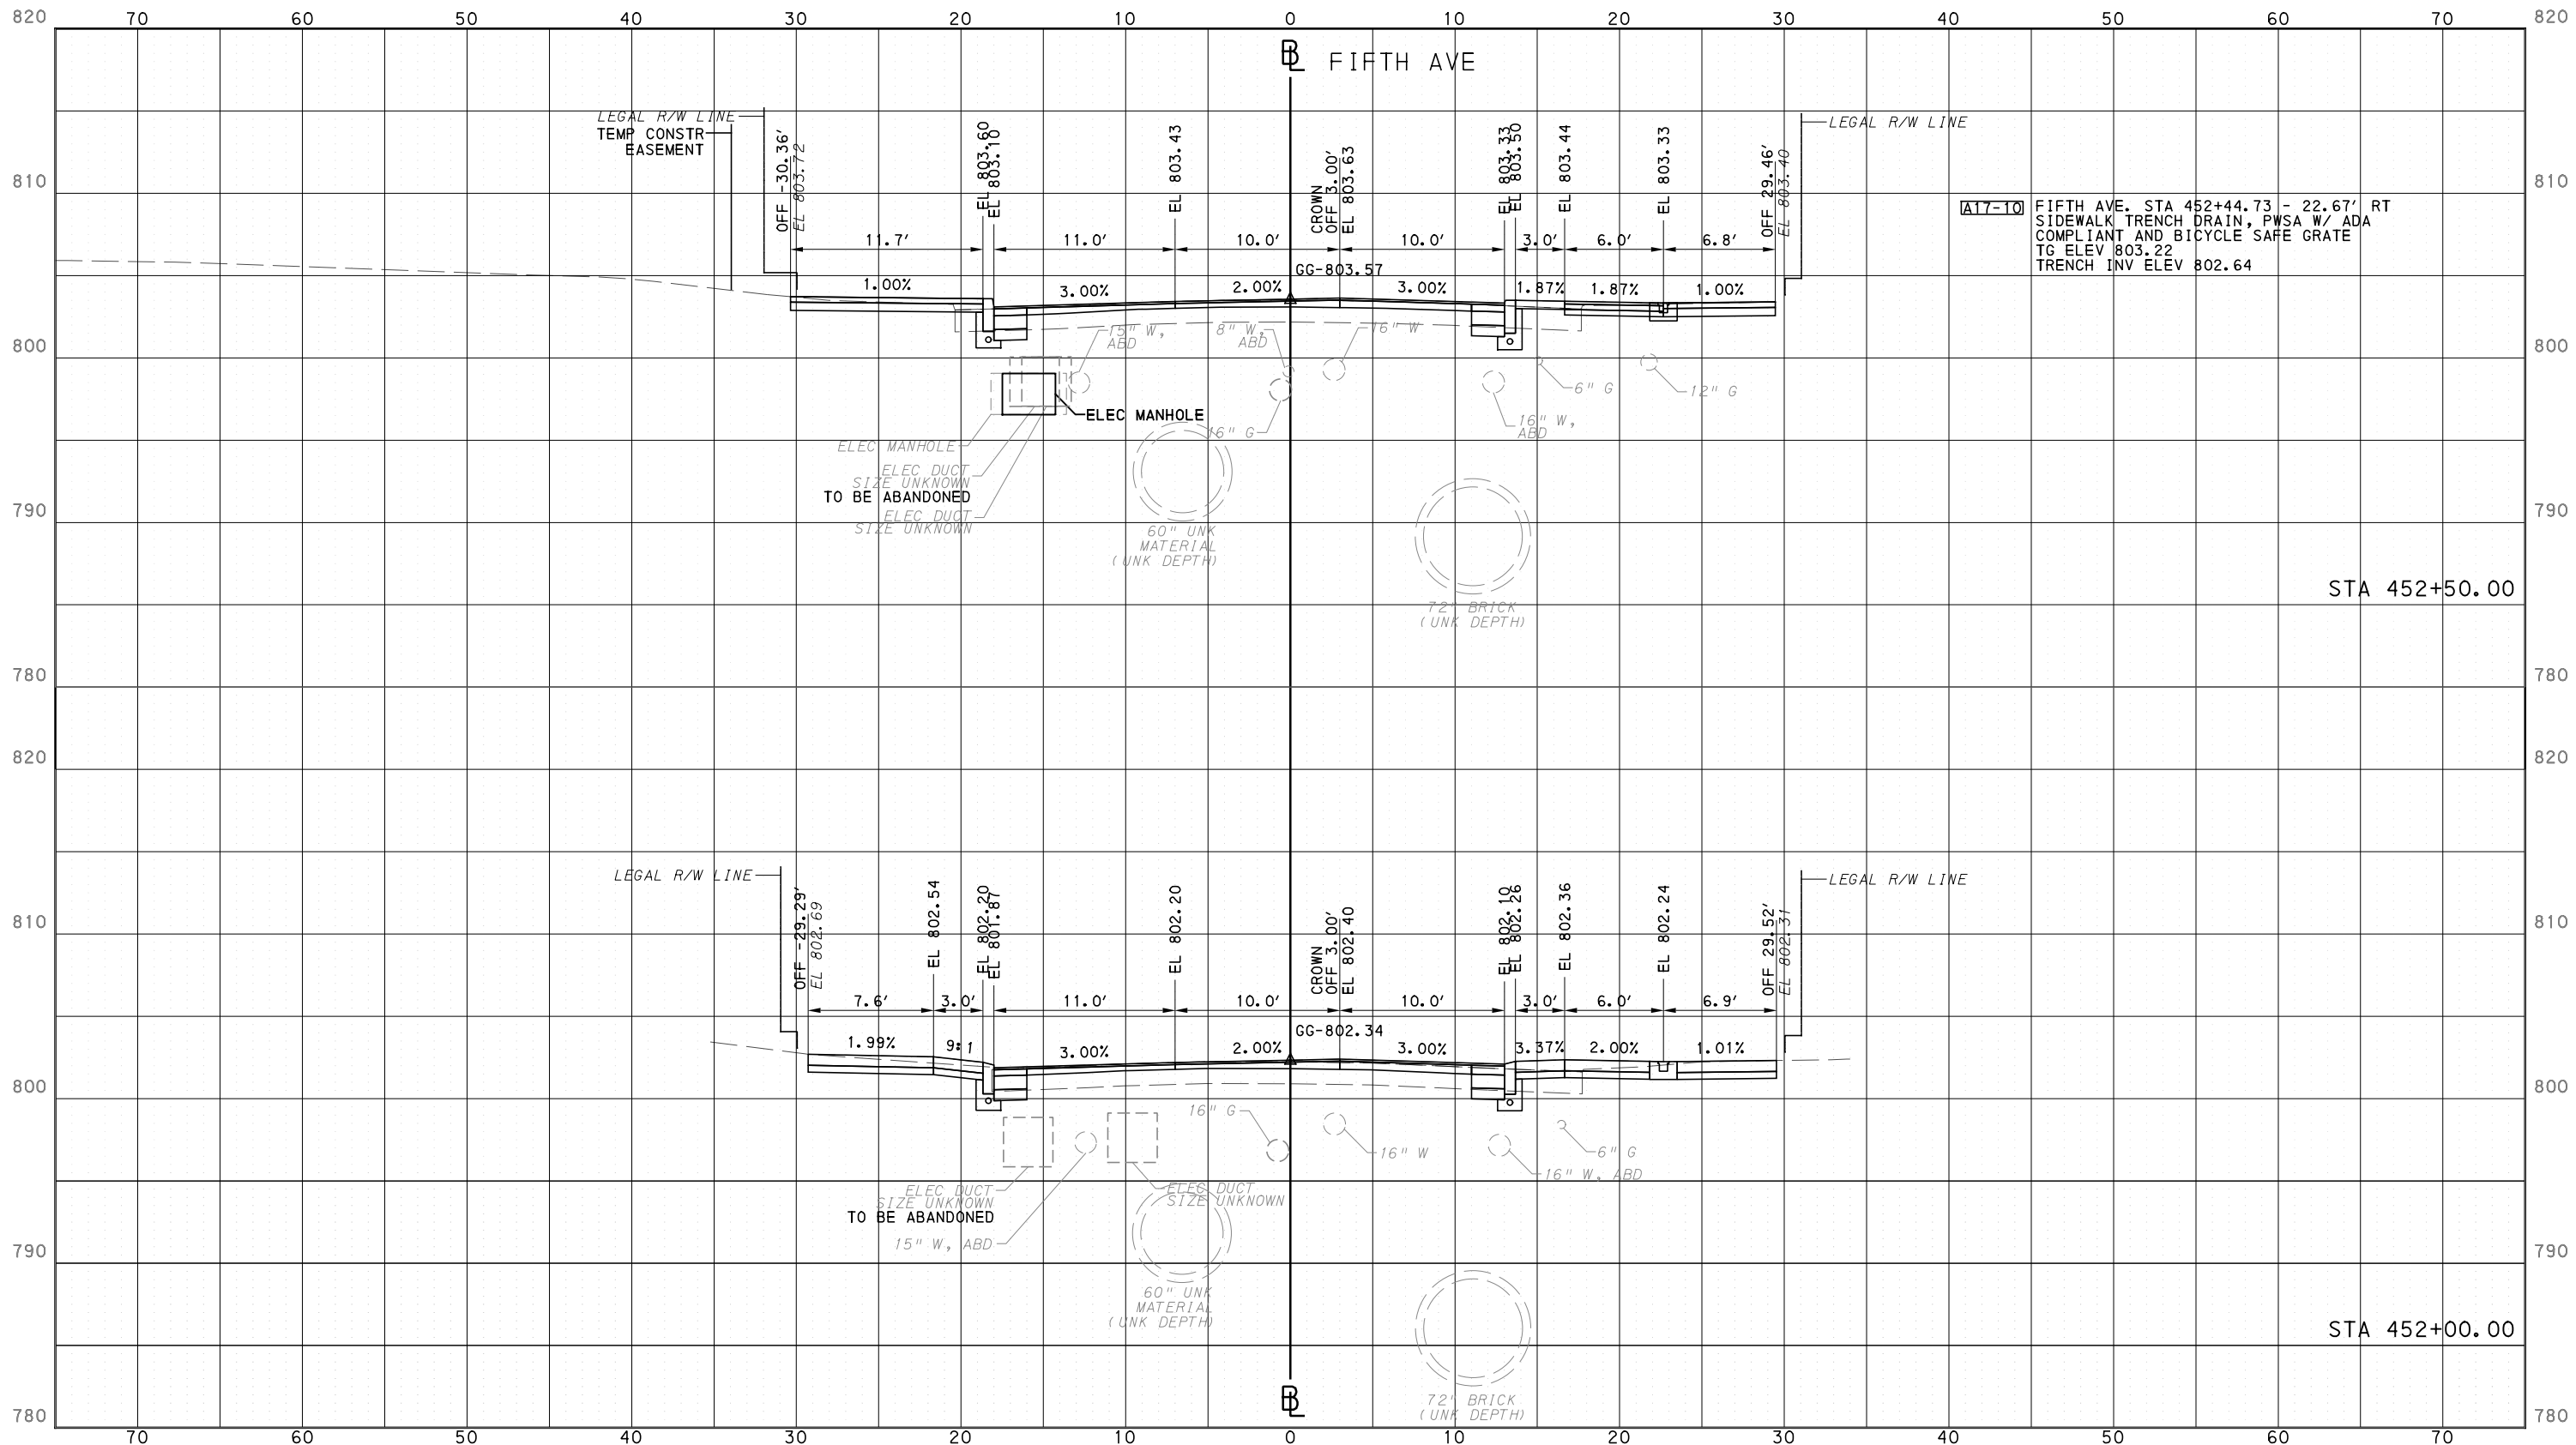 70 60 50 40 30 20 10 0 10 20 30 40 50 60 70
820 820
B FIFTH AVE
LEGAL R/W LINE
TEMP CONSTR
EASEMENT
OFF -30.36'
EL 803.72
EL 803.60
EL 803.10
EL 803.43
CROWN
OFF 3.00'
EL 803.63
EL 803.33
EL 803.50
EL 803.44
EL 803.33
OFF 29.46'
EL 803.40
LEGAL R/W LINE
810 810
A17-10 FIFTH AVE. STA 452+44.73 - 22.67' RT
SIDEWALK TRENCH DRAIN, PWSA W/ ADA
COMPLIANT AND BICYCLE SAFE GRATE
TG ELEV 803.22
TRENCH INV ELEV 802.64
11.7' 11.0' 10.0' 10.0' 3.0' 6.0' 6.8'
GG-803.57
1.00% 3.00% 2.00% 3.00% 1.87% 1.87% 1.00%
800 800
15" W,
ABD
8" W,
ABD
16" W
6" G
12" G
ELEC MANHOLE
16" W,
ABD
16" G
ELEC MANHOLE
ELEC DUCT
SIZE UNKNOWN
TO BE ABANDONED
ELEC DUCT
SIZE UNKNOWN
790 790
60" UNK
MATERIAL
(UNK DEPTH)
72" BRICK
(UNK DEPTH)
STA 452+50.00
780 780
820 820
LEGAL R/W LINE
OFF -29.29'
EL 802.69
EL 802.54
EL 802.20
EL 801.87
EL 802.20
CROWN
OFF 3.00'
EL 802.40
EL 802.10
EL 802.26
EL 802.36
EL 802.24
OFF 29.52'
EL 802.31
LEGAL R/W LINE
810 810
7.6' 3.0' 11.0' 10.0' 10.0' 3.0' 6.0' 6.9'
GG-802.34
1.99% 9:1 3.00% 2.00% 3.00% 3.37% 2.00% 1.01%
800 800
16" G
16" W
6" G
16" W, ABD
ELEC DUCT
SIZE UNKNOWN
TO BE ABANDONED
ELEC DUCT
SIZE UNKNOWN
15" W, ABD
790 790
60" UNK
MATERIAL
(UNK DEPTH)
STA 452+00.00
72" BRICK
(UNK DEPTH)
BL
780 780
70 60 50 40 30 20 10 0 10 20 30 40 50 60 70